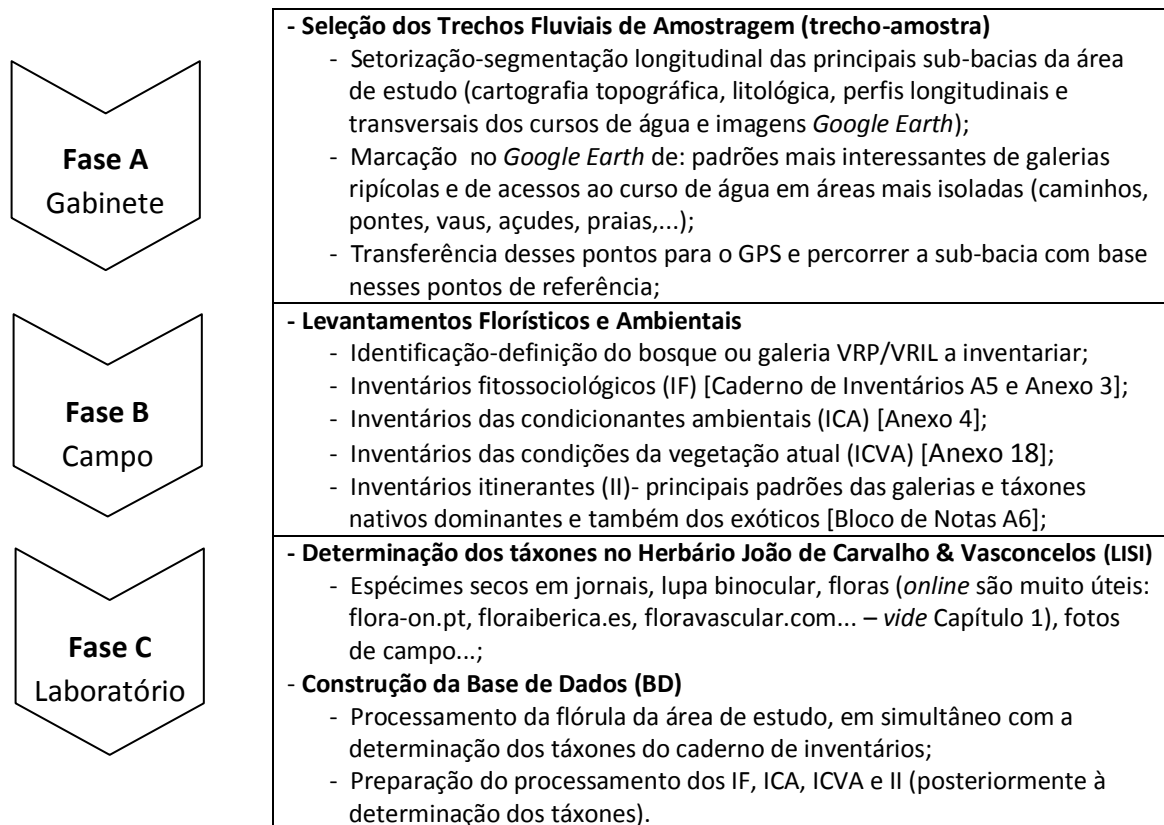 Fase A
Gabinete
- Seleção dos Trechos Fluviais de Amostragem (trecho-amostra)
- Setorização-segmentação longitudinal das principais sub-bacias da área
de estudo (cartografia topográfica, litológica, perfis longitudinais e
transversais dos cursos de água e imagens Google Earth);
- Marcação no Google Earth de: padrões mais interessantes de galerias
ripícolas e de acessos ao curso de água em áreas mais isoladas (caminhos,
pontes, vaus, açudes, praias,...);
- Transferência desses pontos para o GPS e percorrer a sub-bacia com base
nesses pontos de referência;
Fase B
Campo
- Levantamentos Florísticos e Ambientais
- Identificação-definição do bosque ou galeria VRP/VRIL a inventariar;
- Inventários fitossociológicos (IF) [Caderno de Inventários A5 e Anexo 3];
- Inventários das condicionantes ambientais (ICA) [Anexo 4];
- Inventários das condições da vegetação atual (ICVA) [Anexo 18];
- Inventários itinerantes (II)- principais padrões das galerias e táxones
nativos dominantes e também dos exóticos [Bloco de Notas A6];
Fase C
Laboratório
- Determinação dos táxones no Herbário João de Carvalho & Vasconcelos (LISI)
- Espécimes secos em jornais, lupa binocular, floras (online são muito úteis:
flora-on.pt, floraiberica.es, floravascular.com... – vide Capítulo 1), fotos
de campo...;
- Construção da Base de Dados (BD)
- Processamento da flórula da área de estudo, em simultâneo com a
determinação dos táxones do caderno de inventários;
- Preparação do processamento dos IF, ICA, ICVA e II (posteriormente à
determinação dos táxones).